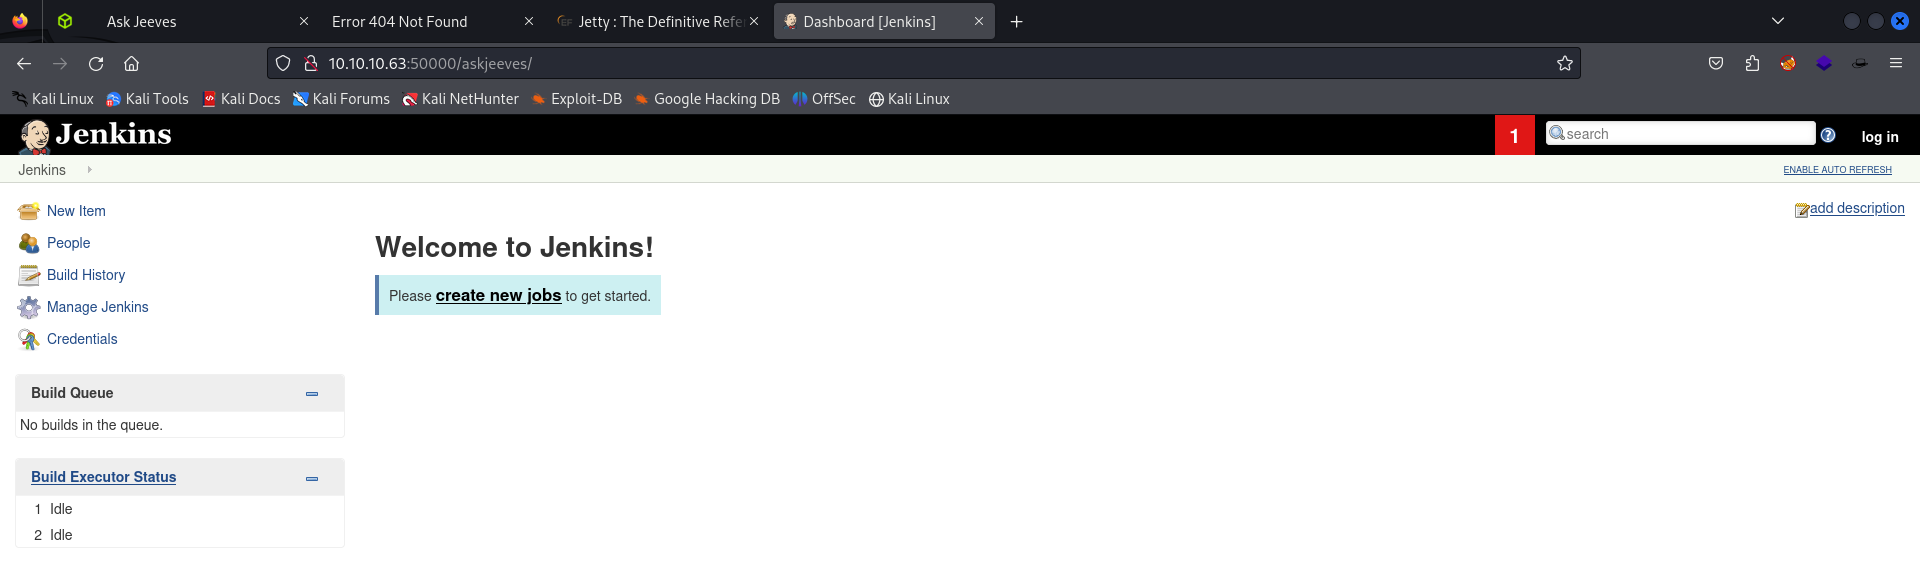 Ask Jeeves
Error 404 Not Found
Jetty : The Definitive Refe
Dashboard [Jenkins]
10.10.10.63:50000/askjeeves/
Kali Linux Kali Tools Kali Docs Kali Forums Kali NetHunter Exploit-DB Google Hacking DB OffSec Kali Linux
Jenkins 1 search ? log in
Jenkins ENABLE AUTO REFRESH
add description
New Item
People
Build History
Manage Jenkins
Credentials
Welcome to Jenkins!
Please create new jobs to get started.
Build Queue
No builds in the queue.
Build Executor Status
1 Idle
2 Idle